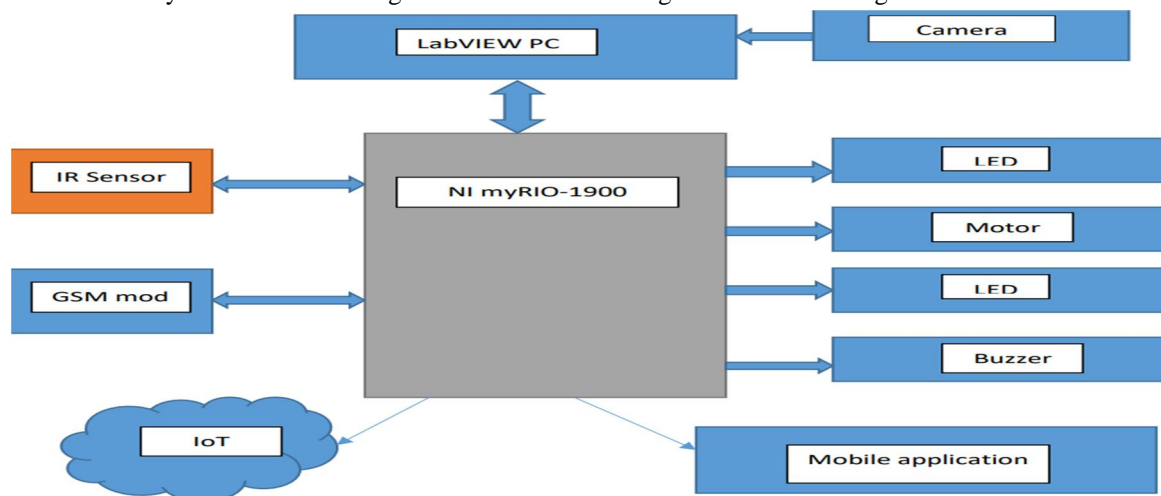 LabVIEW PC
Camera
IR Sensor
NI myRIO-1900
LED
Motor
GSM mod
LED
Buzzer
IoT
Mobile application